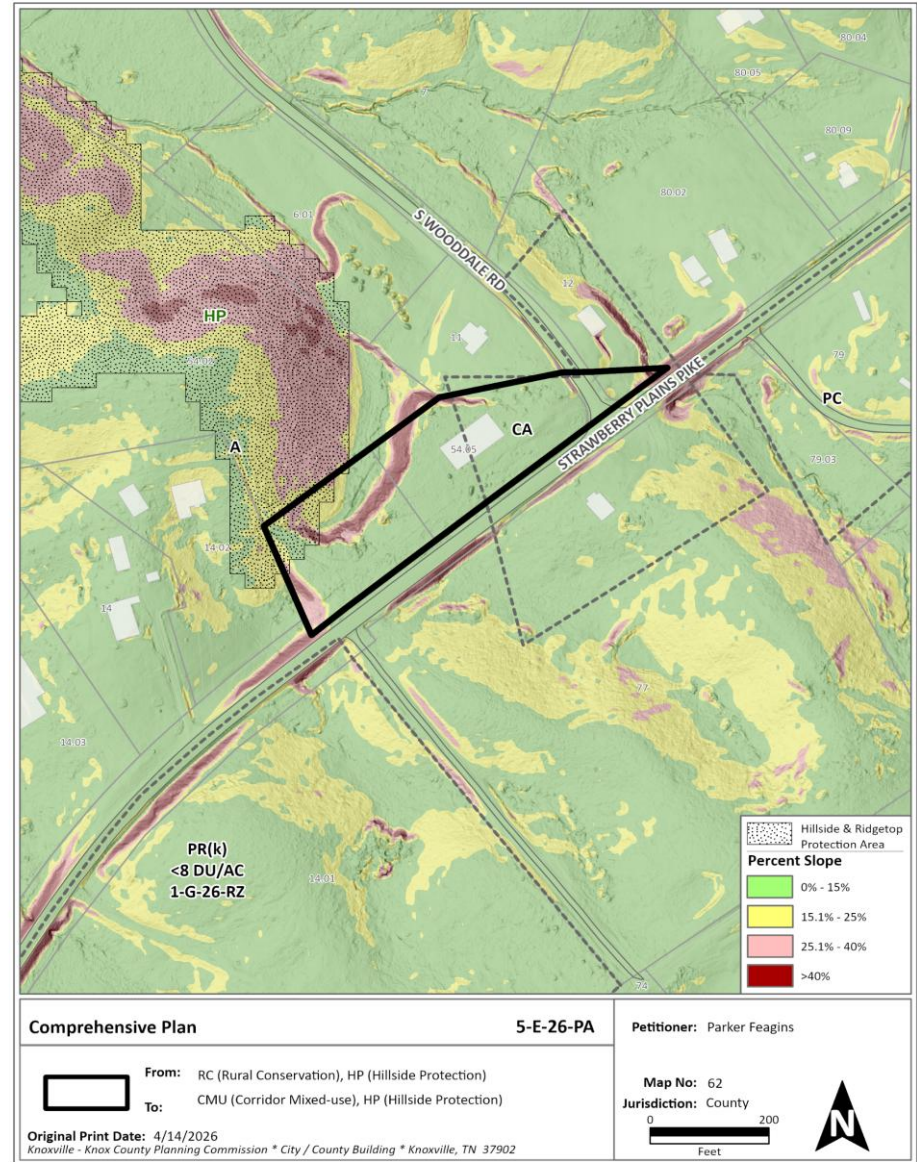 80.04
80.05
7
80.09
80.02
6.01
S WOODDALE RD
12
HP
11
79
PC
CA
54.05
STRAWBERRY PLAINS PIKE
A
79.03
14.02
14
77
14.03
PR(k)
<8 DU/AC
1-G-26-RZ
14.01
74
Hillside & Ridgetop
Protection Area
Percent Slope
0% - 15%
15.1% - 25%
25.1% - 40%
>40%
Comprehensive Plan
5-E-26-PA
From: RC (Rural Conservation), HP (Hillside Protection)
To: CMU (Corridor Mixed-use), HP (Hillside Protection)
Original Print Date: 4/14/2026
Knoxville - Knox County Planning Commission * City / County Building * Knoxville, TN 37902
Petitioner: Parker Feagins
Map No: 62
Jurisdiction: County
0 200
Feet
N